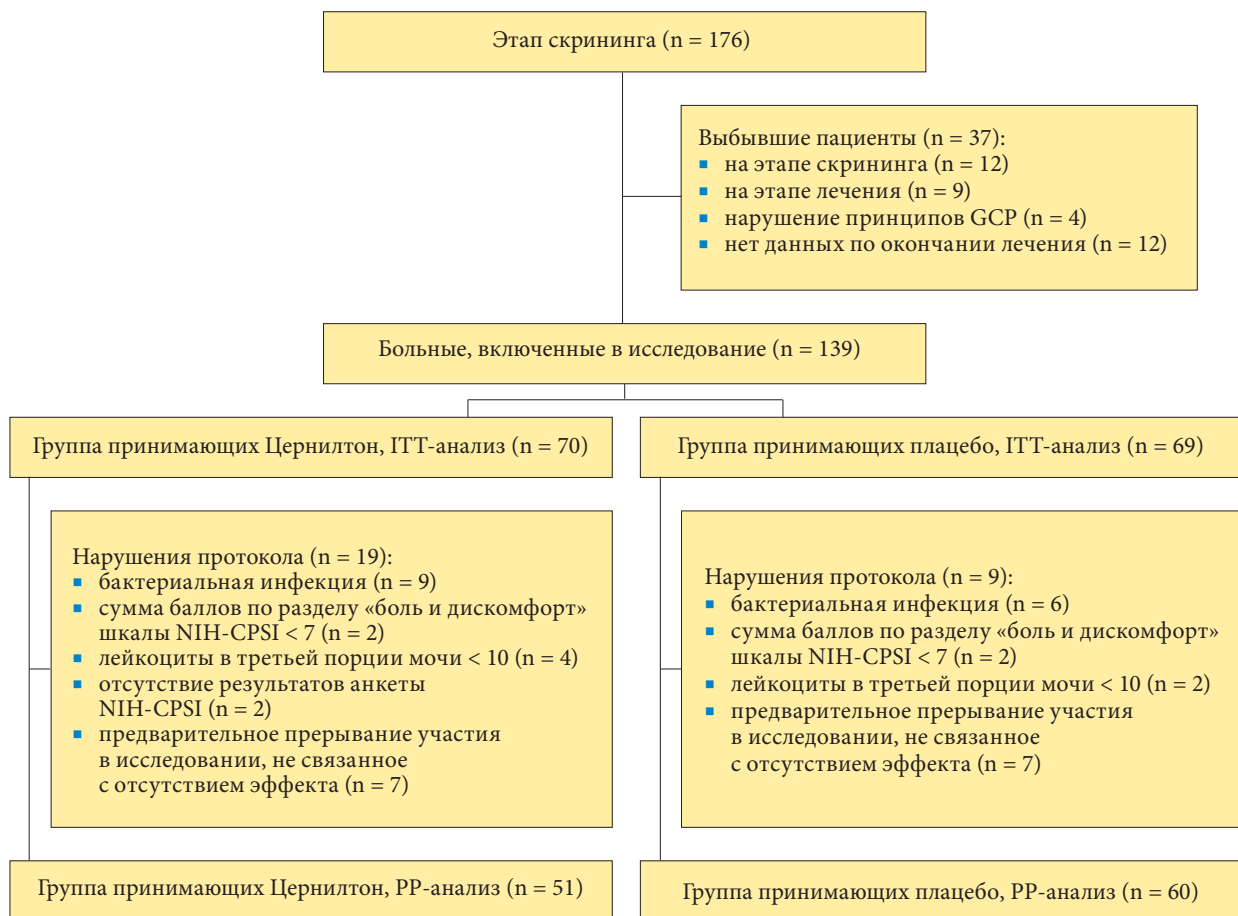 Этап скрининга (n = 176)
Выбывшие пациенты (n = 37):
на этапе скрининга (n = 12)
на этапе лечения (n = 9)
нарушение принципов GCP (n = 4)
нет данных по окончании лечения (n = 12)
Больные, включенные в исследование (n = 139)
Группа принимающих Цернилтон, ITT-анализ (n = 70)
Группа принимающих плацебо, ITT-анализ (n = 69)
Нарушения протокола (n = 19):
бактериальная инфекция (n = 9)
сумма баллов по разделу «боль и дискомфорт»
шкалы NIH-CPSI < 7 (n = 2)
лейкоциты в третьей порции мочи < 10 (n = 4)
отсутствие результатов анкеты
NIH-CPSI (n = 2)
предварительное прерывание участия
в исследовании, не связанное
с отсутствием эффекта (n = 7)
Нарушения протокола (n = 9):
бактериальная инфекция (n = 6)
сумма баллов по разделу «боль и дискомфорт»
шкалы NIH-CPSI < 7 (n = 2)
лейкоциты в третьей порции мочи < 10 (n = 2)
предварительное прерывание участия
в исследовании, не связанное
с отсутствием эффекта (n = 7)
Группа принимающих Цернилтон, PP-анализ (n = 51)
Группа принимающих плацебо, PP-анализ (n = 60)